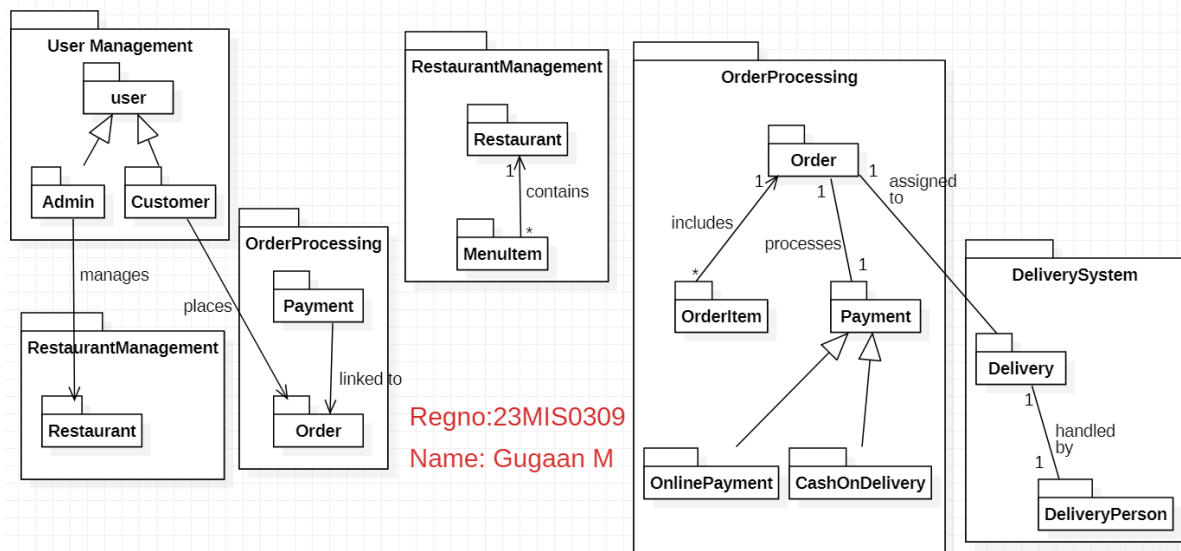 User Management
user
Admin
Customer
manages
places
RestaurantManagement
Restaurant
OrderProcessing
Payment
linked to
Order
RestaurantManagement
Restaurant
1
contains
*
MenuItem
Regno:23MIS0309
Name: Gugaan M
OrderProcessing
Order
1
1
1
assigned
to
includes
processes
*
1
OrderItem
Payment
OnlinePayment
CashOnDelivery
DeliverySystem
Delivery
1
handled
by
1
DeliveryPerson